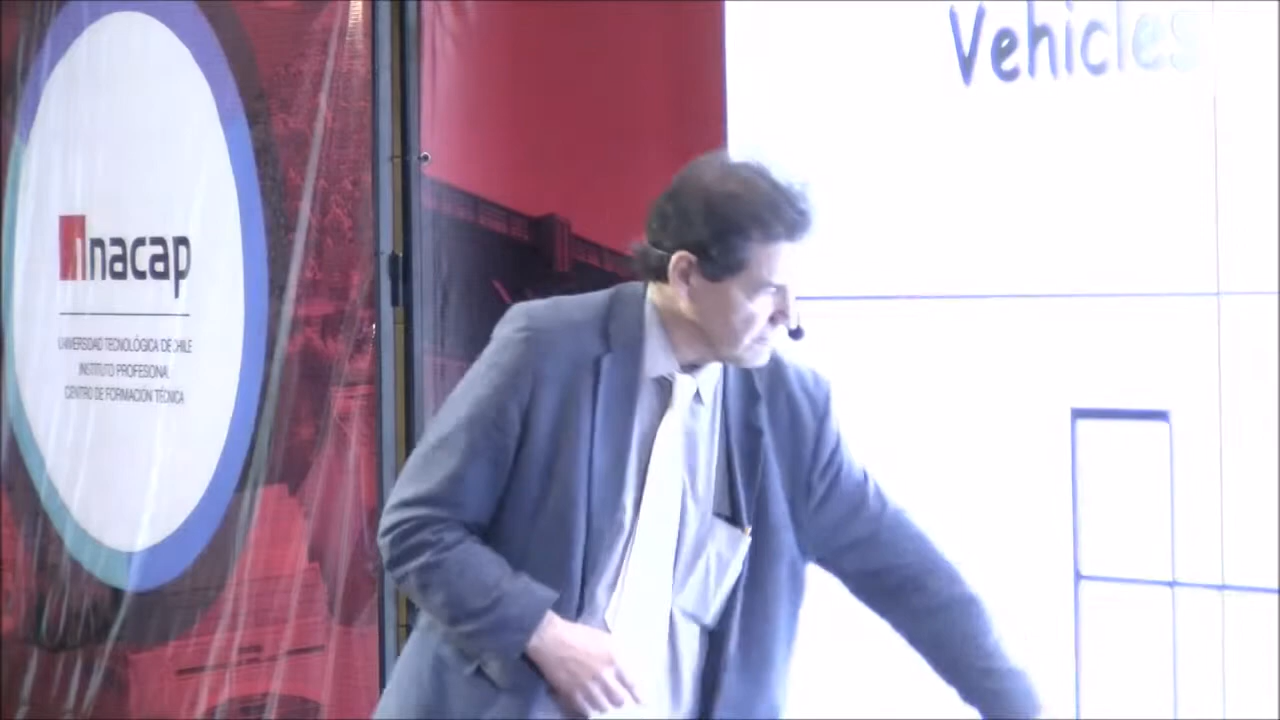 Inacap
UNIVERSIDAD TECNOLÓGICA DE CHILE
INSTITUTO PROFESIONAL
CENTRO DE FORMACIÓN TÉCNICA
Vehicles